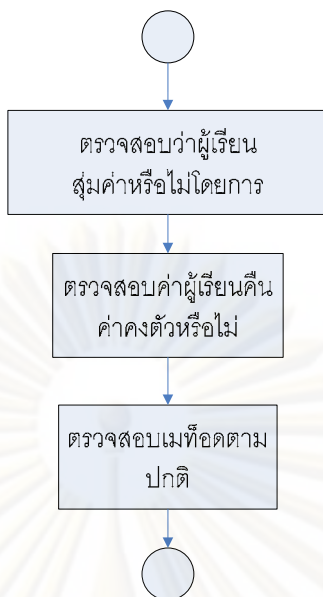 ตรวจสอบว่าผู้เรียน
สุ่มค่าหรือไม่โดยการ
ตรวจสอบค่าผู้เรียนคืน
ค่าคงตัวหรือไม่
ตรวจสอบเมท็อดตาม
ปกติ